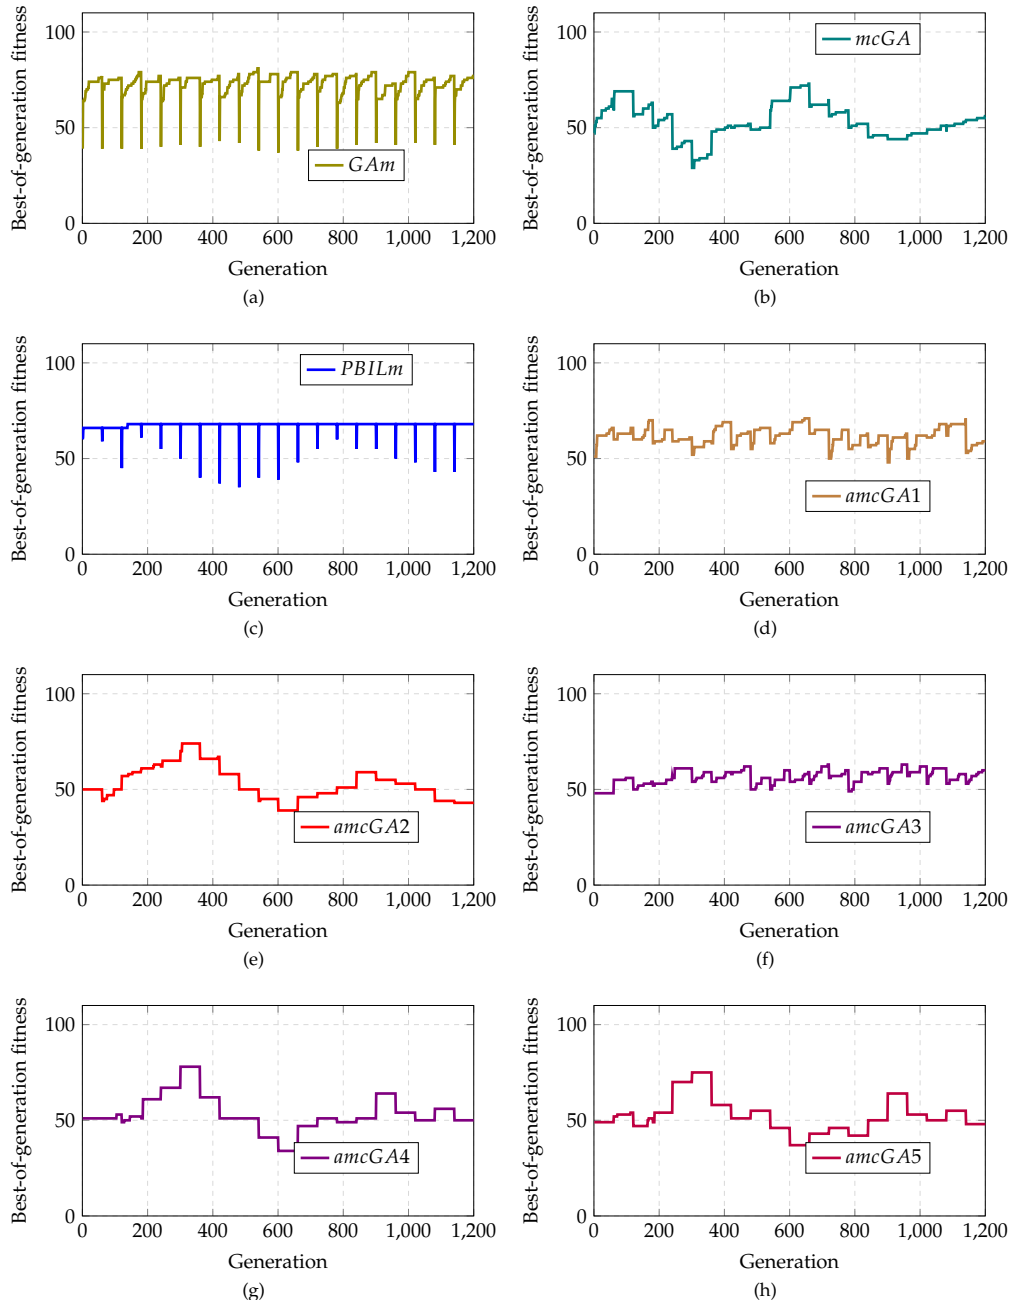 Best-of-generation fitness
100
50
0
0 200 400 600 800 1,000 1,200
GAm
Generation
(a)
Best-of-generation fitness
100
50
0
0 200 400 600 800 1,000 1,200
mcGA
Generation
(b)
Best-of-generation fitness
100
50
0
0 200 400 600 800 1,000 1,200
PBILm
Generation
(c)
Best-of-generation fitness
100
50
0
0 200 400 600 800 1,000 1,200
amcGA1
Generation
(d)
Best-of-generation fitness
100
50
0
0 200 400 600 800 1,000 1,200
amcGA2
Generation
(e)
Best-of-generation fitness
100
50
0
0 200 400 600 800 1,000 1,200
amcGA3
Generation
(f)
Best-of-generation fitness
100
50
0
0 200 400 600 800 1,000 1,200
amcGA4
Generation
(g)
Best-of-generation fitness
100
50
0
0 200 400 600 800 1,000 1,200
amcGA5
Generation
(h)